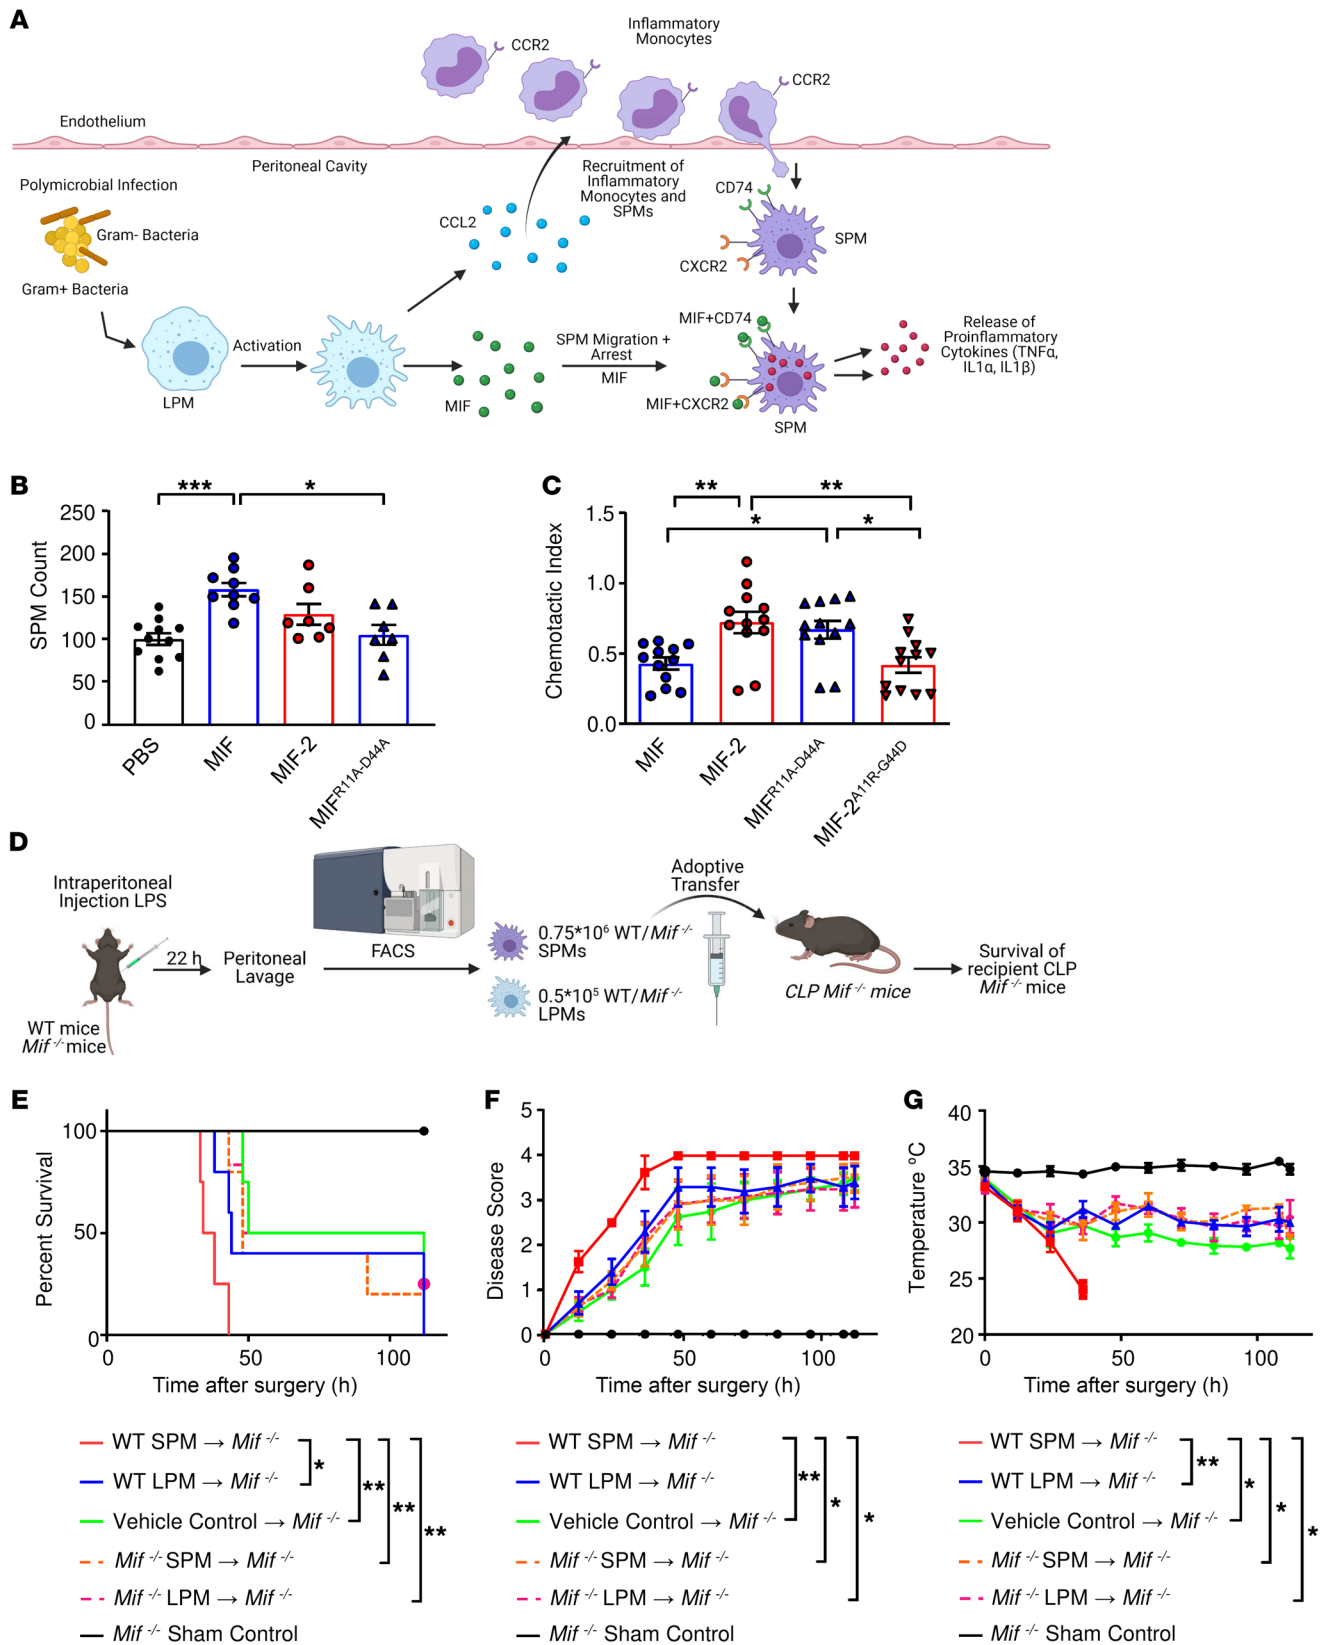 A
Inflammatory
Monocytes
CCR2
CCR2
Endothelium
Peritoneal Cavity
Polymicrobial Infection
Gram- Bacteria
Gram+ Bacteria
Recruitment of
Inflammatory
Monocytes and
SPMs
CCL2
CD74
SPM
CXCR2
LPM
Activation
MIF
SPM Migration +
Arrest
MIF
MIF+CD74
MIF+CXCR2
SPM
Release of
Proinflammatory
Cytokines (TNFα,
IL1α, IL1β)
B
SPM Count
250
200
150
100
50
0
***
*
PBS
MIF
MIF-2
MIF^R11A-D44A
C
Chemotactic Index
1.5
1.0
0.5
0.0
**
**
*
*
MIF
MIF-2
MIF^R11A-D44A
MIF-2^A11R-G44D
D
Intraperitoneal
Injection LPS
WT mice
Mif -/- mice
22 h
Peritoneal
Lavage
FACS
0.75*10⁶ WT/Mif -/-
SPMs
0.5*10⁵ WT/Mif -/-
LPMs
Adoptive
Transfer
CLP Mif -/- mice
Survival of
recipient CLP
Mif -/- mice
E
Percent Survival
100
50
0
0 50 100
Time after surgery (h)
WT SPM → Mif -/-
WT LPM → Mif -/-
Vehicle Control → Mif -/-
Mif -/- SPM → Mif -/-
Mif -/- LPM → Mif -/-
Mif -/- Sham Control
*
**
**
**
F
Disease Score
5
4
3
2
1
0
0 50 100
Time after surgery (h)
WT SPM → Mif -/-
WT LPM → Mif -/-
Vehicle Control → Mif -/-
Mif -/- SPM → Mif -/-
Mif -/- LPM → Mif -/-
Mif -/- Sham Control
**
*
*
G
Temperature ºC
40
35
30
25
20
0 50 100
Time after surgery (h)
WT SPM → Mif -/-
WT LPM → Mif -/-
Vehicle Control → Mif -/-
Mif -/- SPM → Mif -/-
Mif -/- LPM → Mif -/-
Mif -/- Sham Control
**
*
*
*